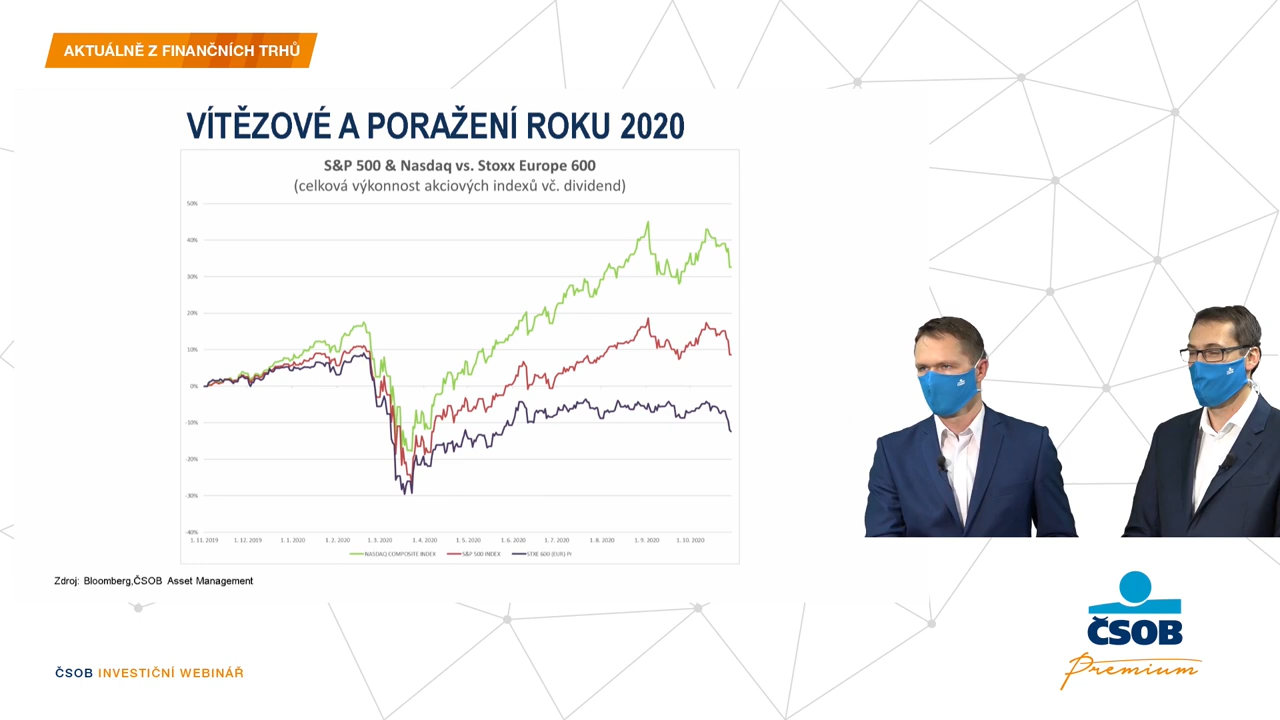 AKTUÁLNĚ Z FINANČNÍCH TRHŮ
VÍTĚZOVÉ A PORAŽENÍ ROKU 2020
S&P 500 & Nasdaq vs. Stoxx Europe 600
(celková výkonnost akciových indexů vč. dividend)
50%
40%
30%
20%
10%
0%
-10%
-20%
-30%
-40%
1. 11. 2019 1. 12. 2019 1. 1. 2020 1. 2. 2020 1. 3. 2020 1. 4. 2020 1. 5. 2020 1. 6. 2020 1. 7. 2020 1. 8. 2020 1. 9. 2020 1. 10. 2020
NASDAQ COMPOSITE INDEX S&P 500 INDEX STXE 600 (EUR) Pr
Zdroj: Bloomberg,ČSOB Asset Management
ČSOB
Premium
ČSOB INVESTIČNÍ WEBINÁŘ